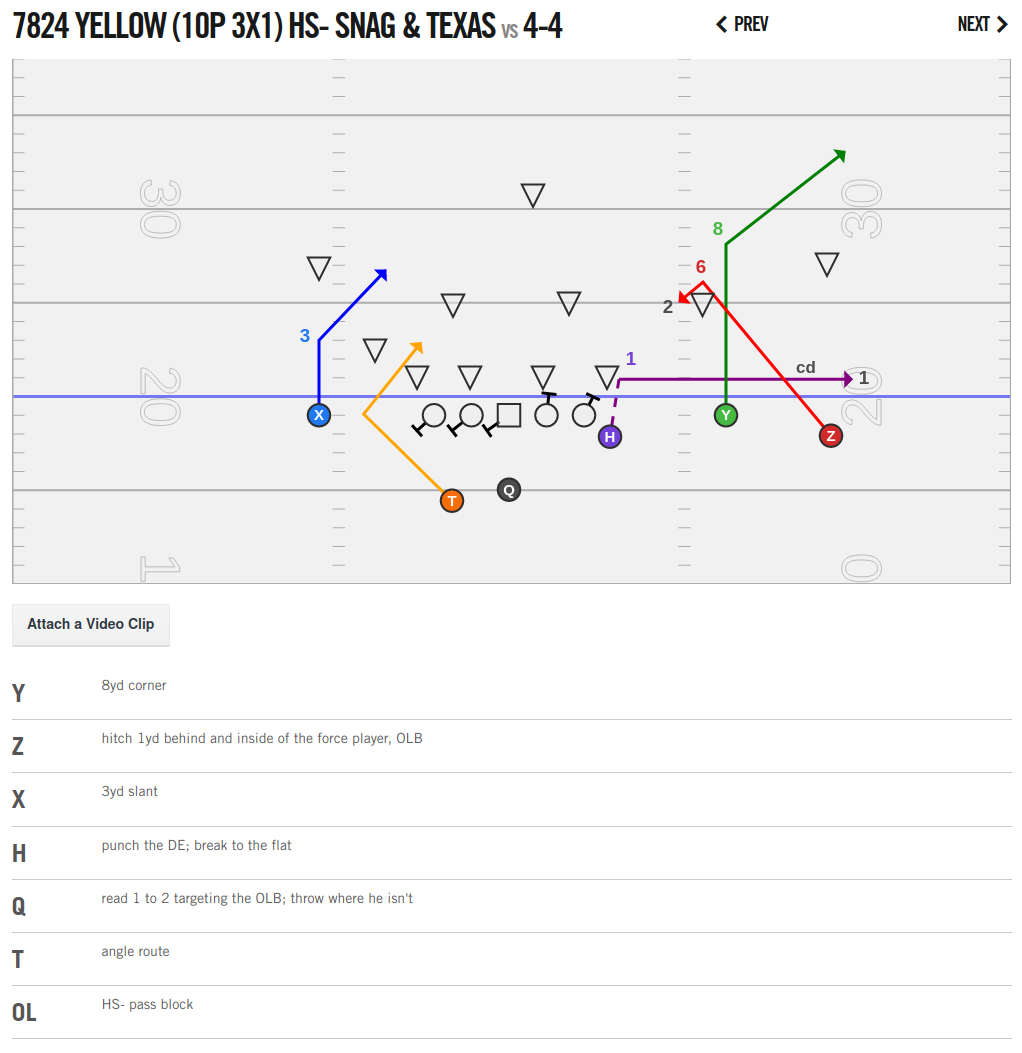 7824 YELLOW (10P 3X1) HS- SNAG & TEXAS VS 4-4
PREV
NEXT
8
30
30
6
2
3
1
cd
1
20
20
X
H
Y
Z
T
Q
1
0
Attach a Video Clip
Y 8yd corner
Z hitch 1yd behind and inside of the force player, OLB
X 3yd slant
H punch the DE; break to the flat
Q read 1 to 2 targeting the OLB; throw where he isn't
T angle route
OL HS- pass block